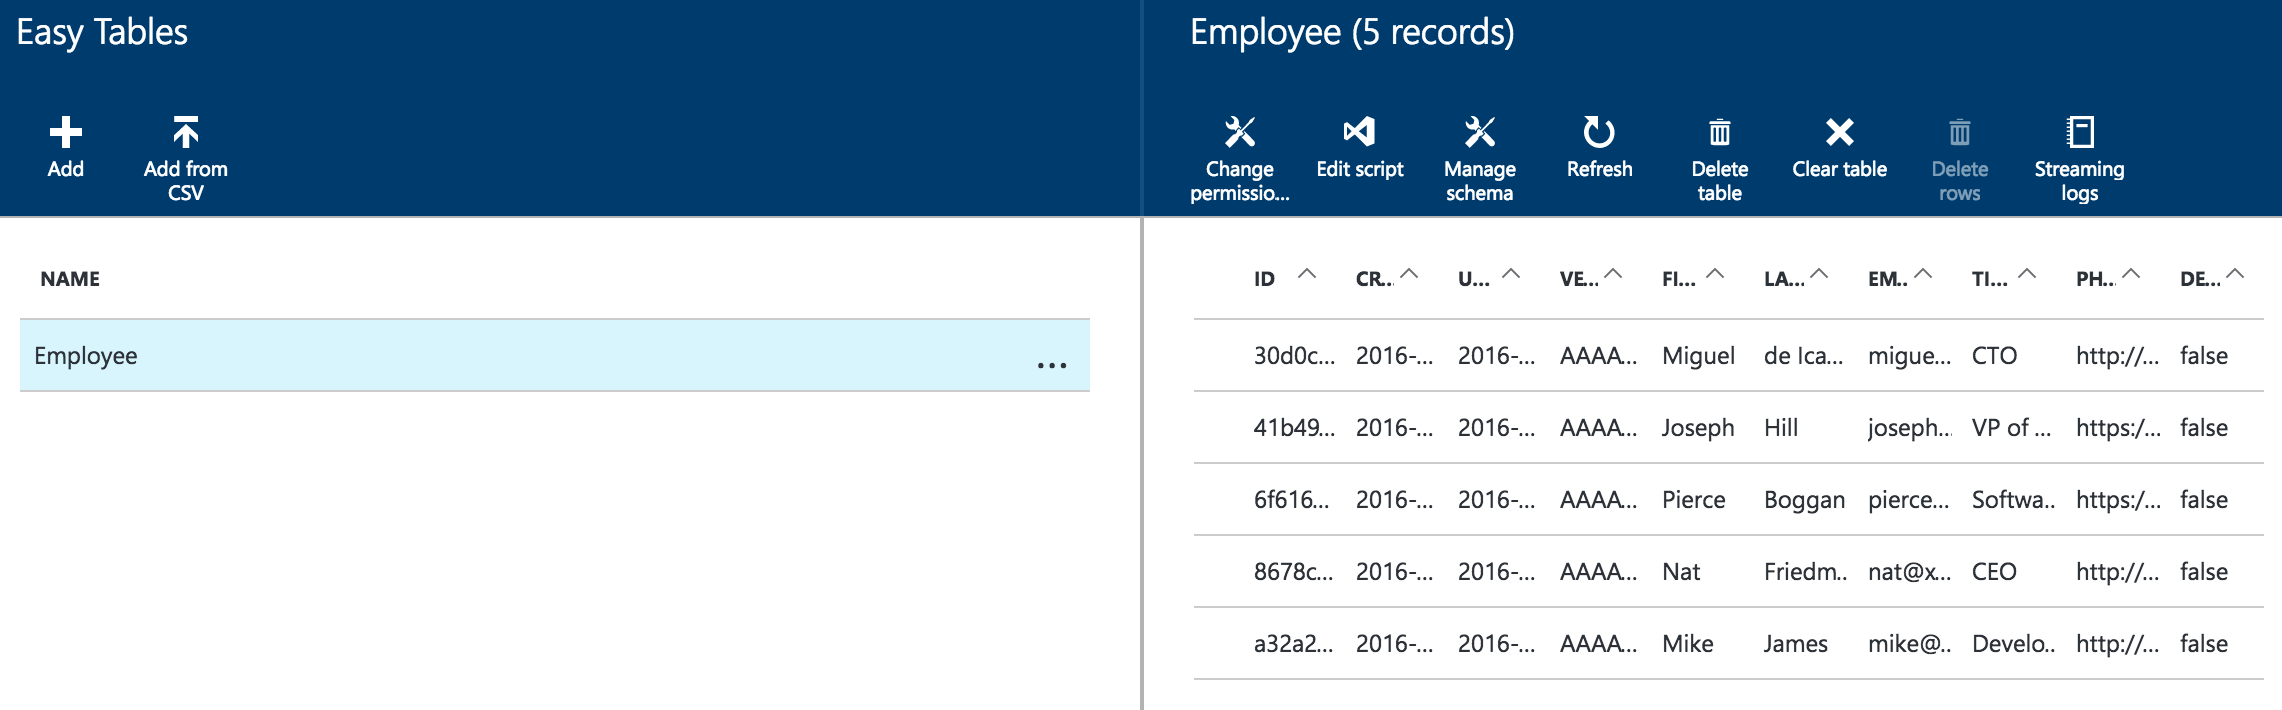 Easy Tables
Add
Add from
CSV
NAME
Employee
...
Employee (5 records)
Change
permissio...
Edit script
Manage
schema
Refresh
Delete
table
Clear table
Delete
rows
Streaming
logs
ID CR... U... VE... FI... LA... EM.. TI... PH... DE...
30d0c... 2016-... 2016-... AAAA... Miguel de Ica... migue... CTO http://... false
41b49... 2016-... 2016-... AAAA... Joseph Hill joseph... VP of ... https:/... false
6f616... 2016-... 2016-... AAAA... Pierce Boggan pierce... Softwa.. https:/... false
8678c... 2016-... 2016-... AAAA... Nat Friedm.. nat@x... CEO http://... false
a32a2... 2016-... 2016-... AAAA... Mike James mike@.. Develo.. http://... false